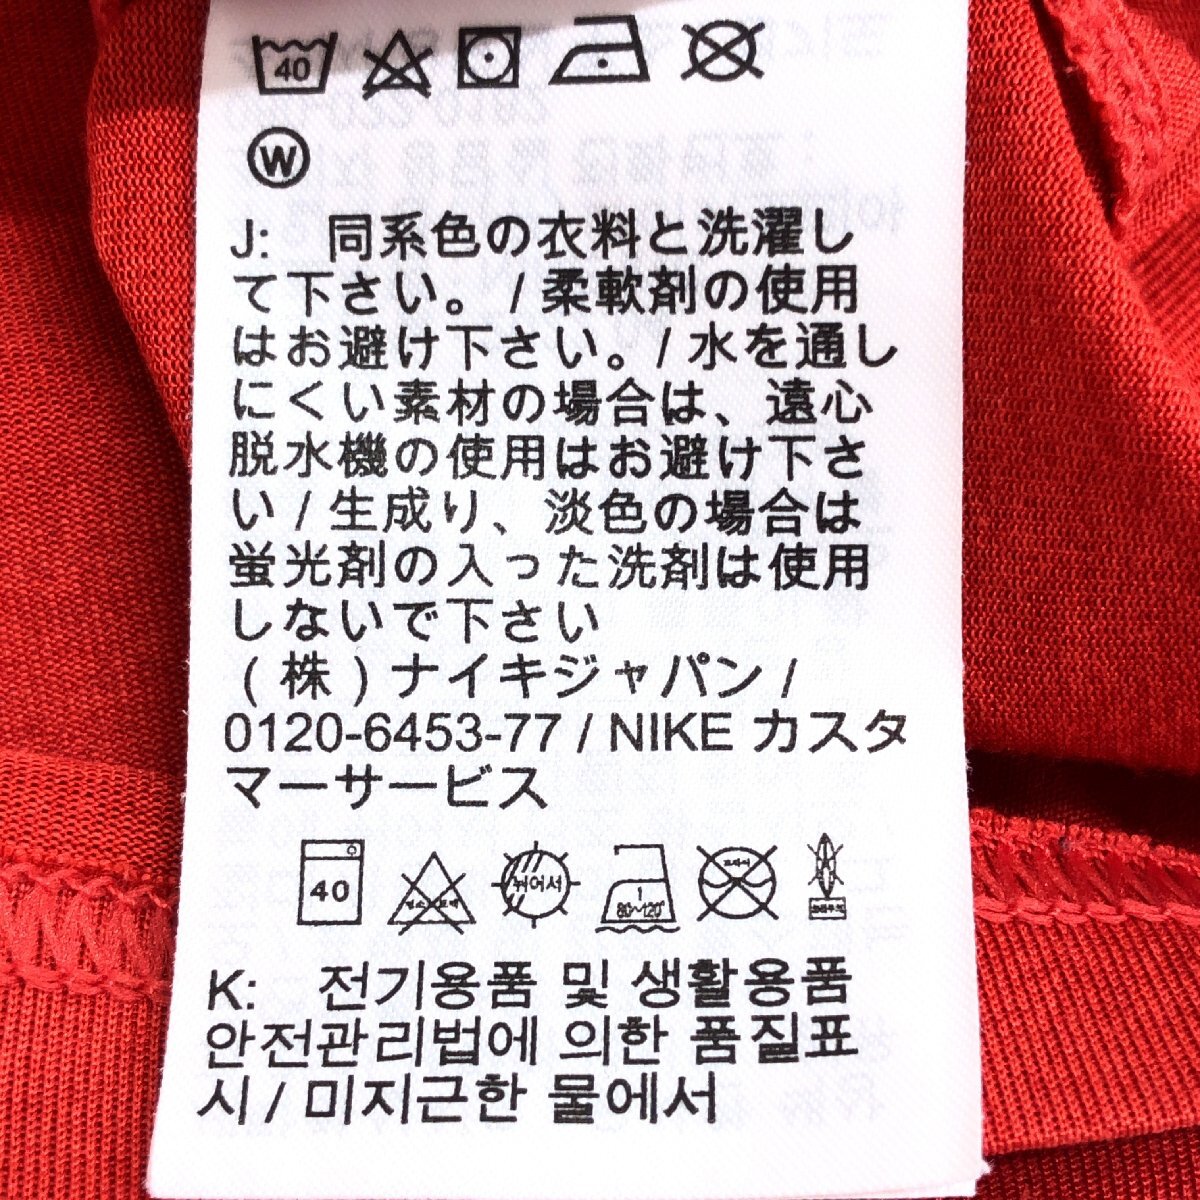 40
W
J: 同系色の衣料と洗濯し
て下さい。 / 柔軟剤の使用
はお避け下さい。/ 水を通し
にくい素材の場合は、遠心
脱水機の使用はお避け下さ
い / 生成り、淡色の場合は
蛍光剤の入った洗剤は使用
しないで下さい
(株)ナイキジャパン /
0120-6453-77 / NIKE カスタ
マーサービス
40 뉘어서 1 80~120°
K: 전기용품 및 생활용품
안전관리법에 의한 품질표
시 / 미지근한 물에서